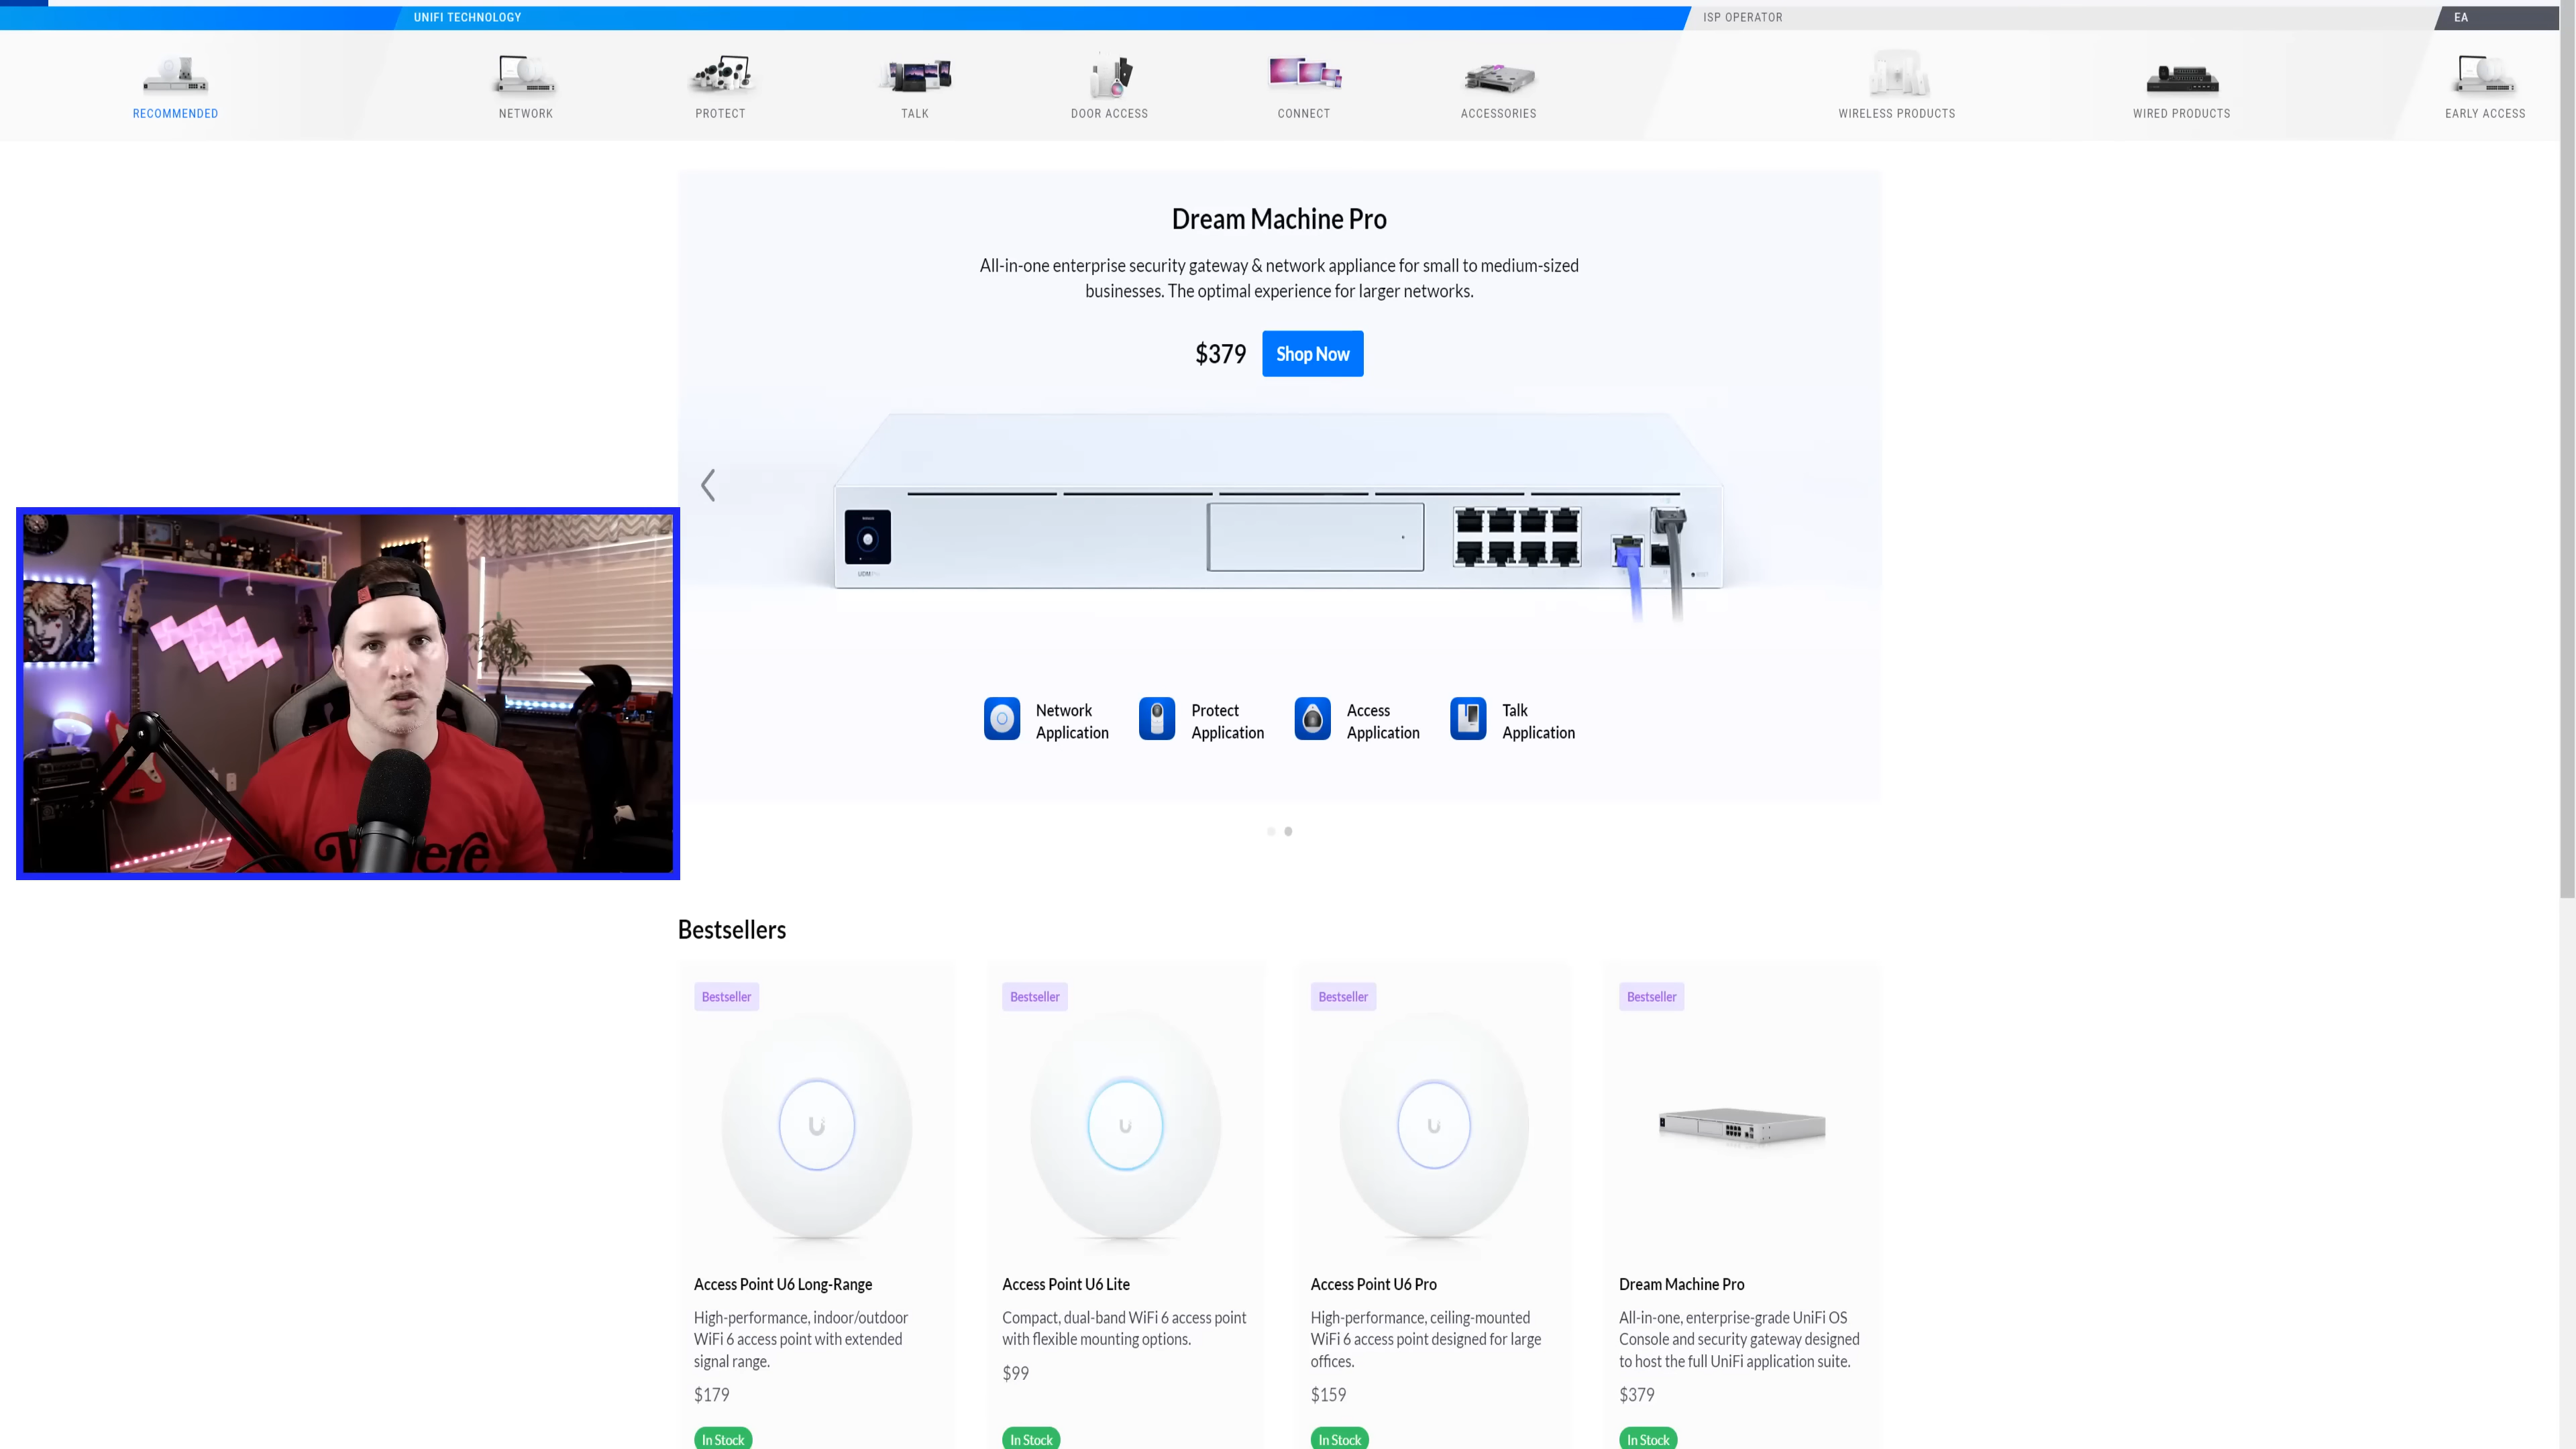 UNIFI TECHNOLOGY
ISP OPERATOR
EA
RECOMMENDED
NETWORK
PROTECT
TALK
DOOR ACCESS
CONNECT
ACCESSORIES
WIRELESS PRODUCTS
WIRED PRODUCTS
EARLY ACCESS
Dream Machine Pro
All-in-one enterprise security gateway & network appliance for small to medium-sized
businesses. The optimal experience for larger networks.
$379
Shop Now
Network
Application
Protect
Application
Access
Application
Talk
Application
Bestsellers
Bestseller
Access Point U6 Long-Range
High-performance, indoor/outdoor
WiFi 6 access point with extended
signal range.
$179
In Stock
Bestseller
Access Point U6 Lite
Compact, dual-band WiFi 6 access point
with flexible mounting options.
$99
In Stock
Bestseller
Access Point U6 Pro
High-performance, ceiling-mounted
WiFi 6 access point designed for large
offices.
$159
In Stock
Bestseller
Dream Machine Pro
All-in-one, enterprise-grade UniFi OS
Console and security gateway designed
to host the full UniFi application suite.
$379
In Stock